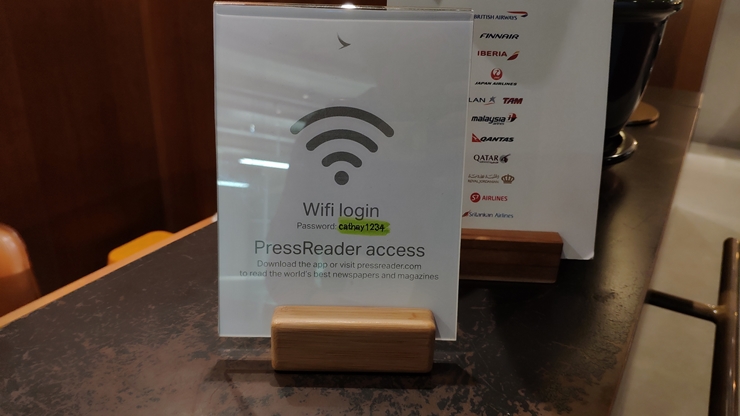 Wifi login
Password: cathay1234
PressReader access
Download the app or visit pressreader.com
to read the world's best newspapers and magazines
BRITISH AIRWAYS
FINNAIR
IBERIA
JAPAN AIRLINES
LAN TAM
malaysia
QANTAS
QATAR
S7 AIRLINES
SriLankan Airlines